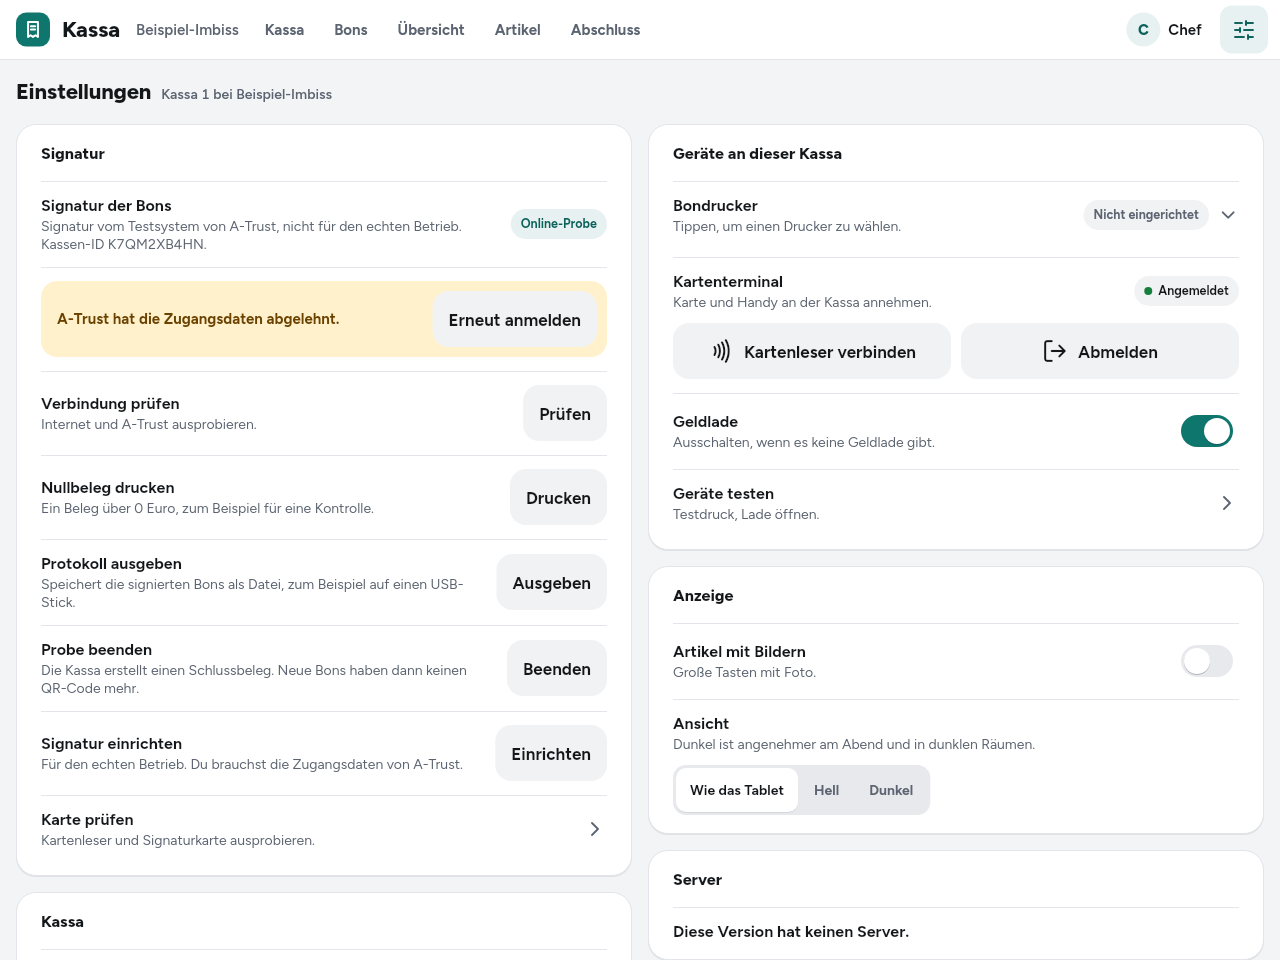 Kassa
Beispiel-Imbiss
Kassa
Bons
Übersicht
Artikel
Abschluss
C
Chef
Einstellungen
Kassa 1 bei Beispiel-Imbiss
Signatur
Signatur der Bons
Signatur vom Testsystem von A-Trust, nicht für den echten Betrieb.
Kassen-ID K7QM2XB4HN.
Online-Probe
A-Trust hat die Zugangsdaten abgelehnt.
Erneut anmelden
Verbindung prüfen
Internet und A-Trust ausprobieren.
Prüfen
Nullbeleg drucken
Ein Beleg über 0 Euro, zum Beispiel für eine Kontrolle.
Drucken
Protokoll ausgeben
Speichert die signierten Bons als Datei, zum Beispiel auf einen USB-
Stick.
Ausgeben
Probe beenden
Die Kassa erstellt einen Schlussbeleg. Neue Bons haben dann keinen
QR-Code mehr.
Beenden
Signatur einrichten
Für den echten Betrieb. Du brauchst die Zugangsdaten von A-Trust.
Einrichten
Karte prüfen
Kartenleser und Signaturkarte ausprobieren.
Kassa
Geräte an dieser Kassa
Bondrucker
Tippen, um einen Drucker zu wählen.
Nicht eingerichtet
Kartenterminal
Karte und Handy an der Kassa annehmen.
Angemeldet
Kartenleser verbinden
Abmelden
Geldlade
Ausschalten, wenn es keine Geldlade gibt.
Geräte testen
Testdruck, Lade öffnen.
Anzeige
Artikel mit Bildern
Große Tasten mit Foto.
Ansicht
Dunkel ist angenehmer am Abend und in dunklen Räumen.
Wie das Tablet
Hell
Dunkel
Server
Diese Version hat keinen Server.